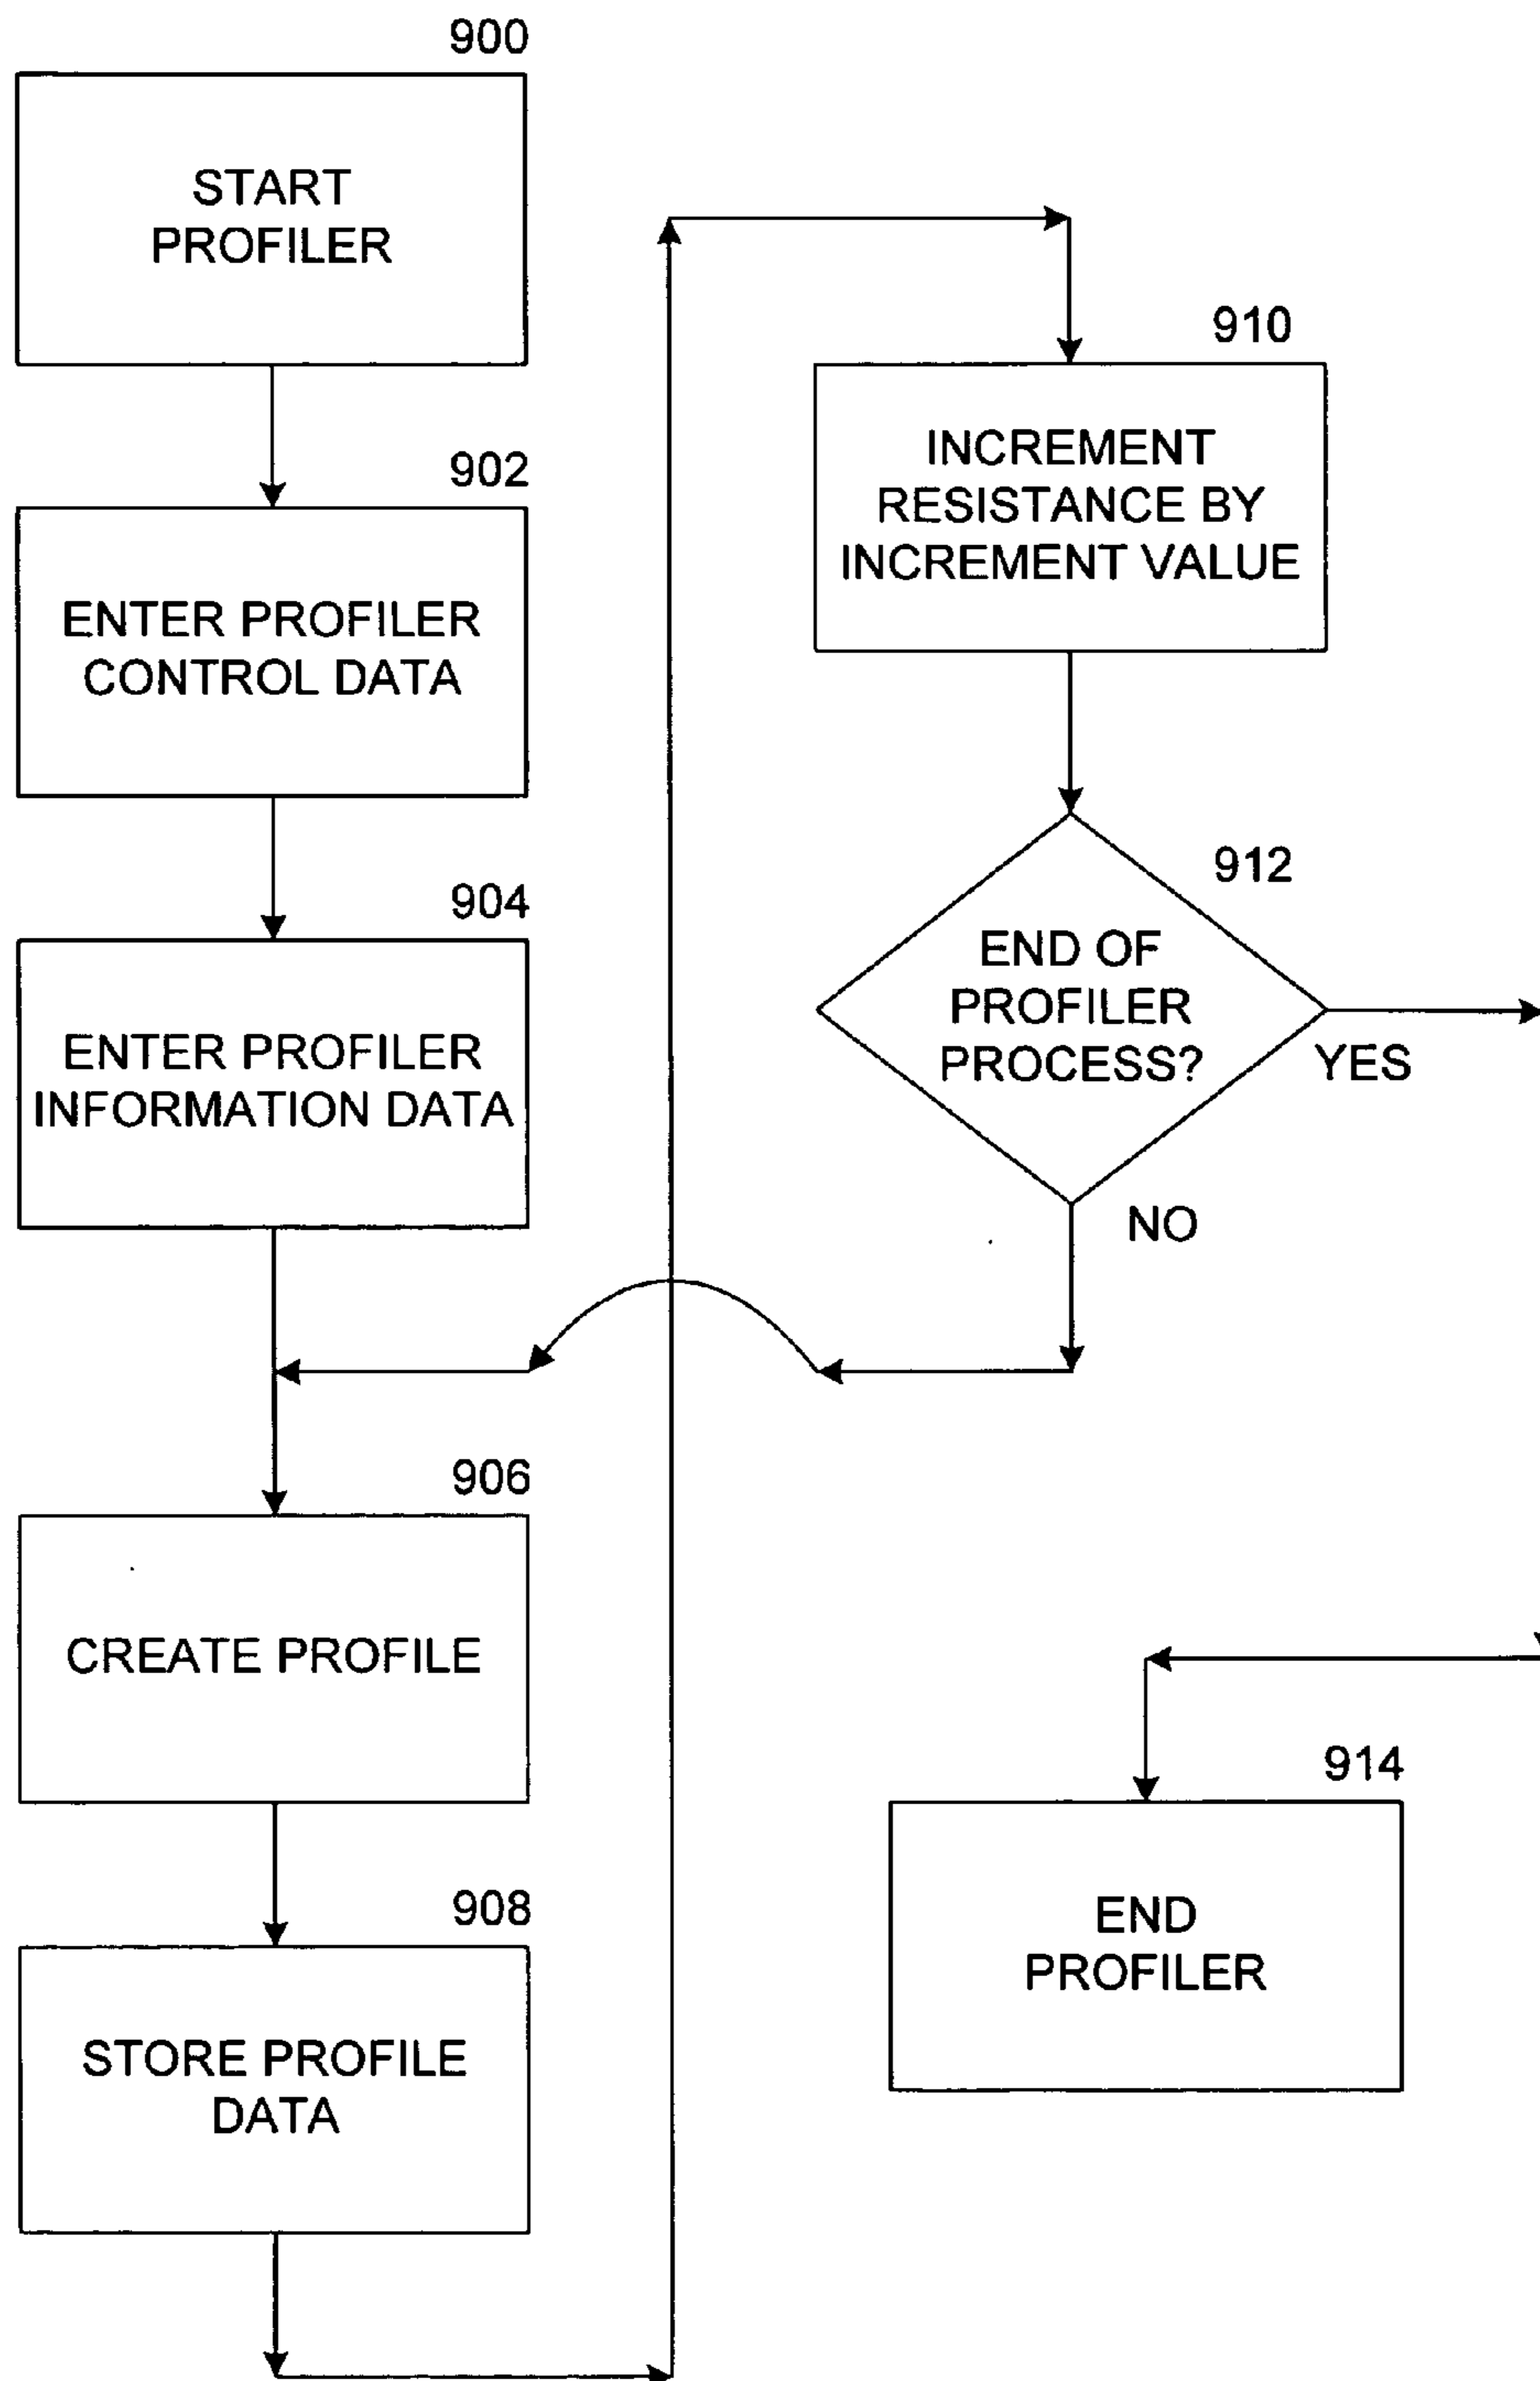 900
START
PROFILER
902
ENTER PROFILER
CONTROL DATA
904
ENTER PROFILER
INFORMATION DATA
906
CREATE PROFILE
908
STORE PROFILE
DATA
910
INCREMENT
RESISTANCE BY
INCREMENT VALUE
912
END OF
PROFILER
PROCESS?
YES
NO
914
END
PROFILER